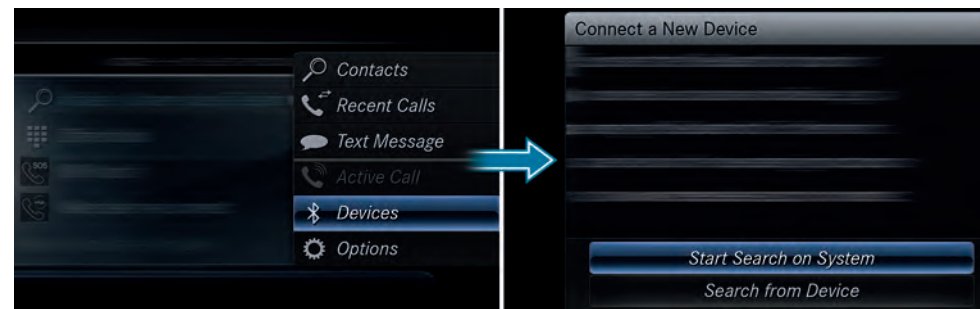 Contacts
Recent Calls
Text Message
Active Call
Devices
Options
SOS
Connect a New Device
Start Search on System
Search from Device